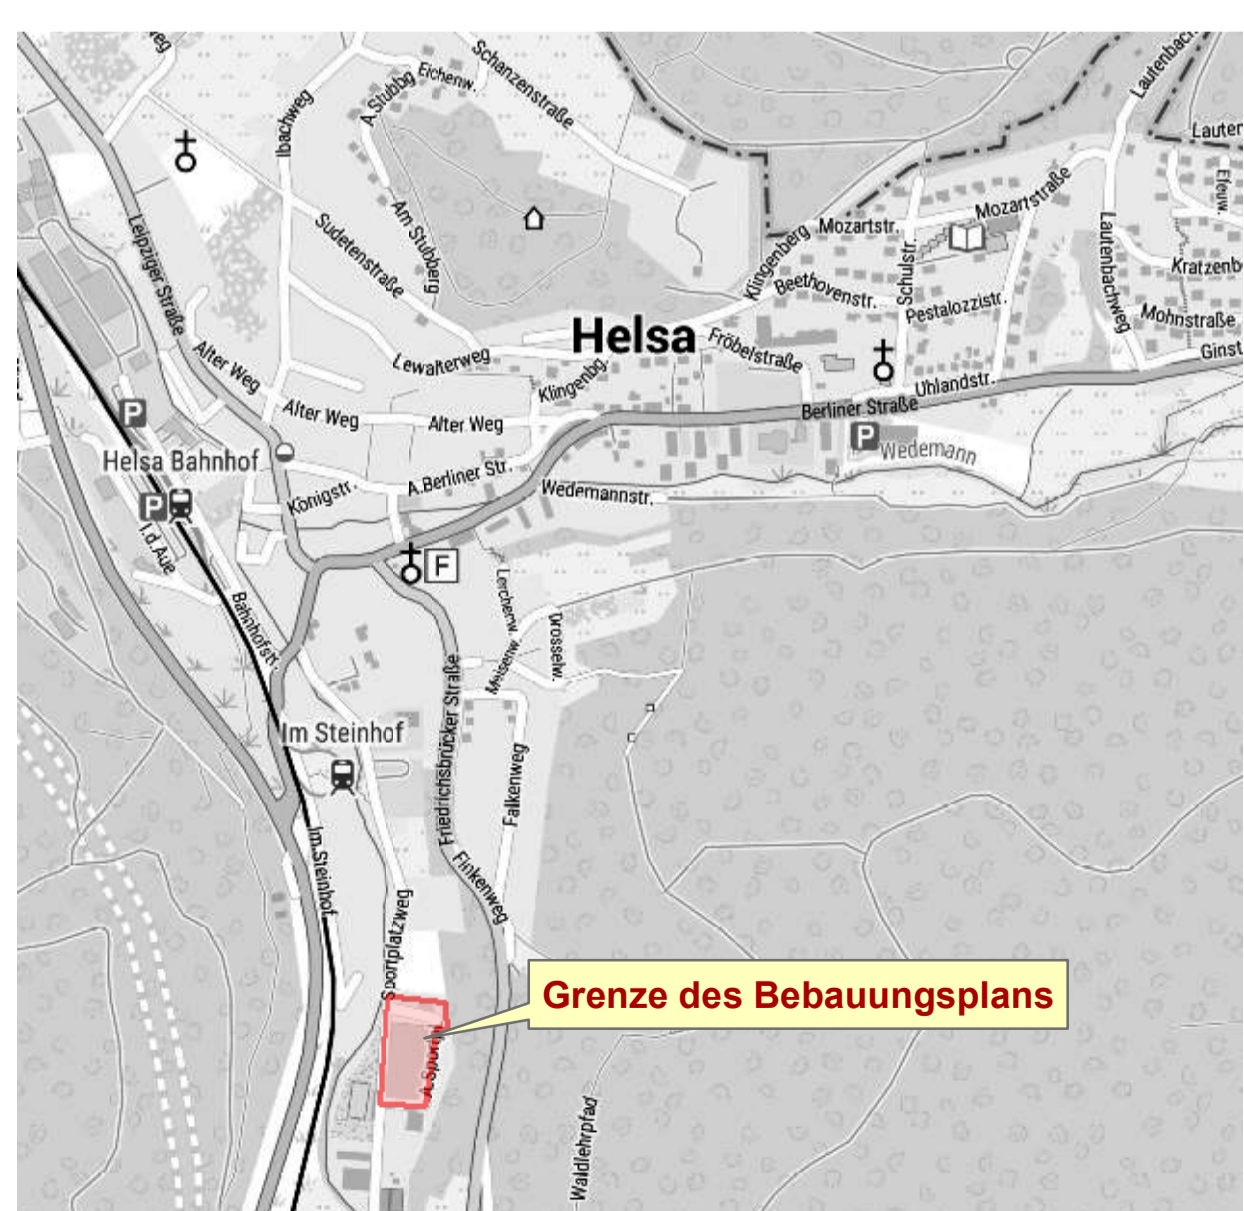 weg
Lautenbach
Schanzenstraße
Eichenw.
A.Stubbg
Ibachweg
Lauter
Efeuw.
Mozartstraße
Mozartstr.
Leipziger Straße
Sudetenstraße
Am Stubberg
Klingenberg
Schulstr.
Lautenbachweg
Kratzenb
Beethovenstr.
Pestalozzistr.
Mohnstraße
Helsa
Fröbelstraße
Ginst
Lewalterweg
Alter Weg
Klingenbg.
Uhlandstr.
Berliner Straße
Alter Weg
Alter Weg
P
P
Wedemann
Helsa Bahnhof
A.Berliner Str.
Königstr.
Wedemannstr.
P
I.d.Aue
F
Lerchenw.
Bahnhofstr.
Drosselw.
Meisenw.
Friedrichsbrücker Straße
Im Steinhof
Falkenweg
Im.Steinhof
Finkenweg
Sportplatzweg
Grenze des Bebauungsplans
Waldlehrpfad